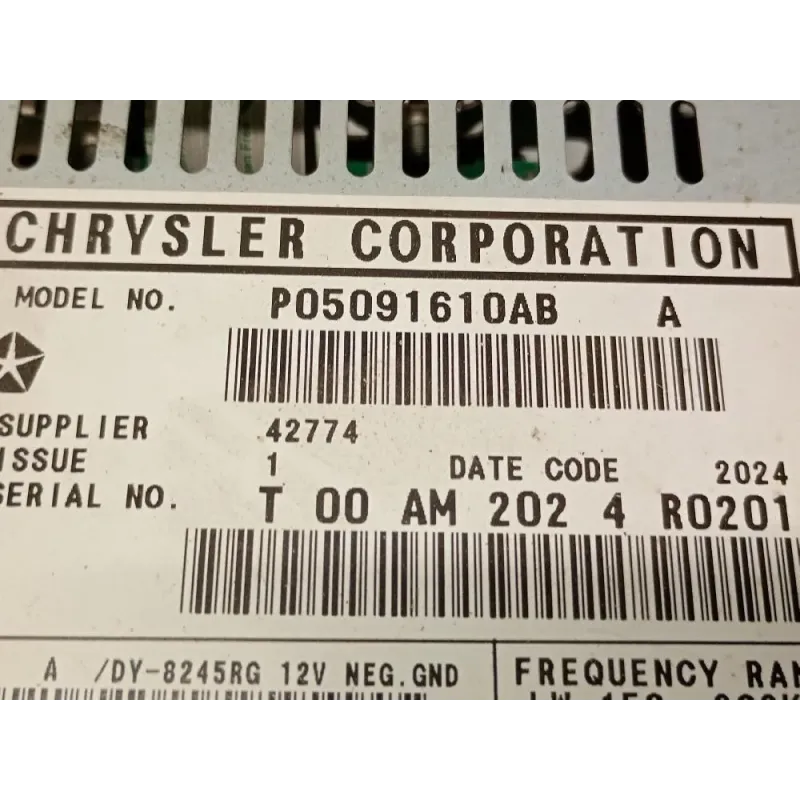 CHRYSLER CORPORATION
MODEL NO. P05091610AB A
SUPPLIER 42774
ISSUE 1 DATE CODE 2024
SERIAL NO. T 00 AM 202 4 R0201
A /DY-8245RG 12V NEG.GND
FREQUENCY RAN